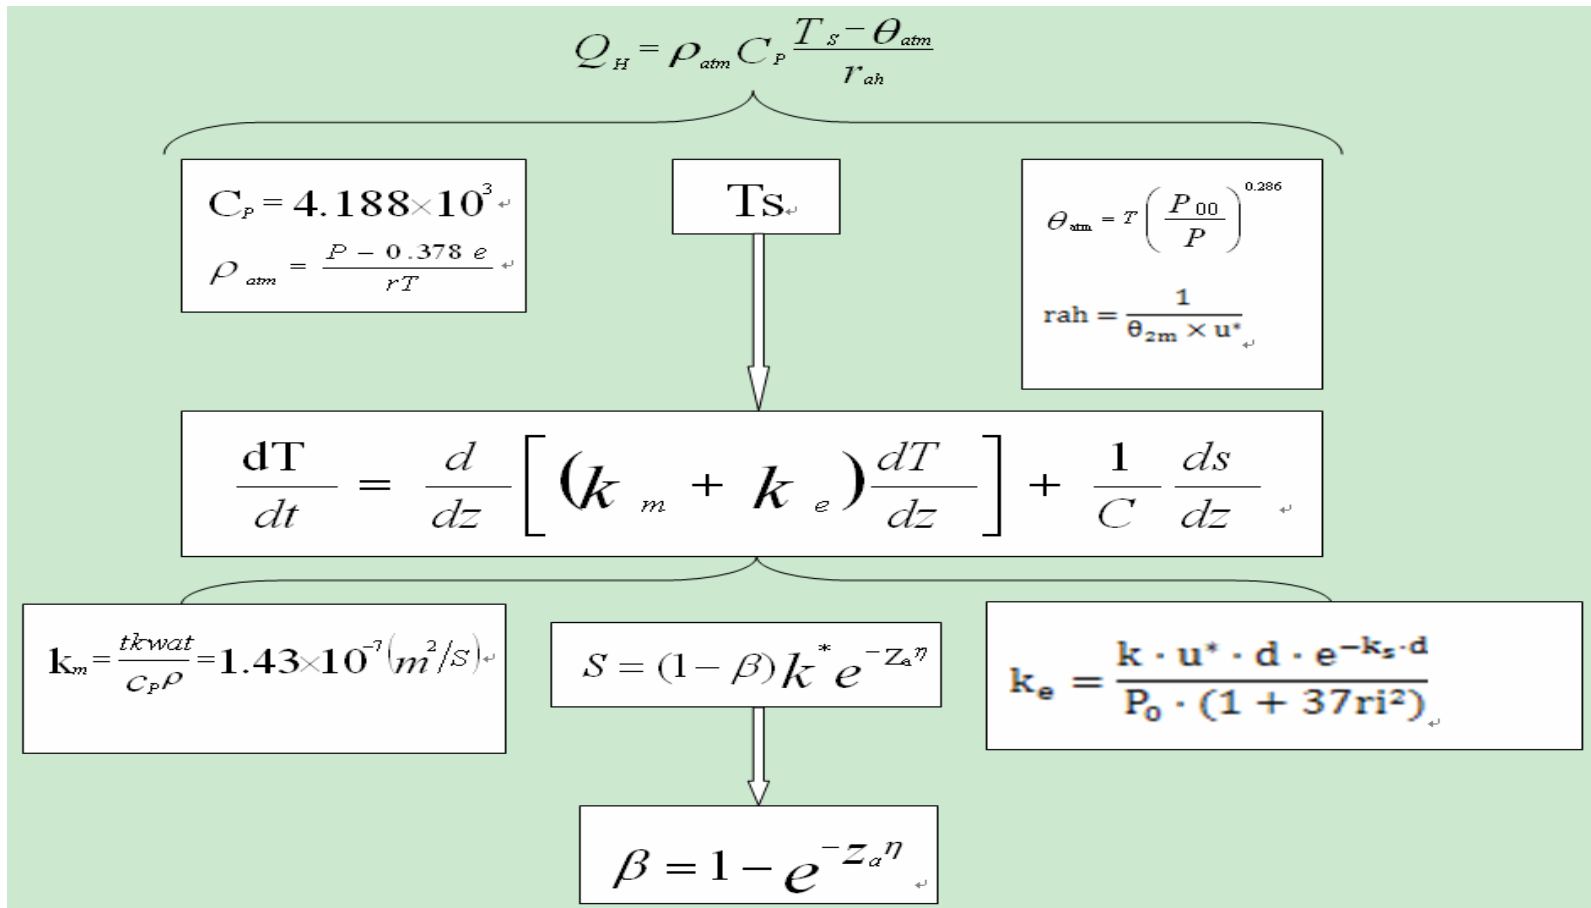 Q_H = ρ_atm C_P (T_S − θ_atm) / r_ah
C_P = 4.188×10^3
ρ_atm = (P − 0.378 e) / (rT)
Ts
θ_atm = T (P_00 / P)^0.286
rah = 1 / (θ_2m × u*)
dT/dt = d/dz [(k_m + k_e) dT/dz] + 1/C ds/dz
k_m = tkwat / (c_P ρ) = 1.43×10^-7 (m^2/S)
S = (1 − β) k* e^(−z_a η)
k_e = (k · u* · d · e^(−k_s·d)) / (P_0 · (1 + 37ri²))
β = 1 − e^(−z_a η)